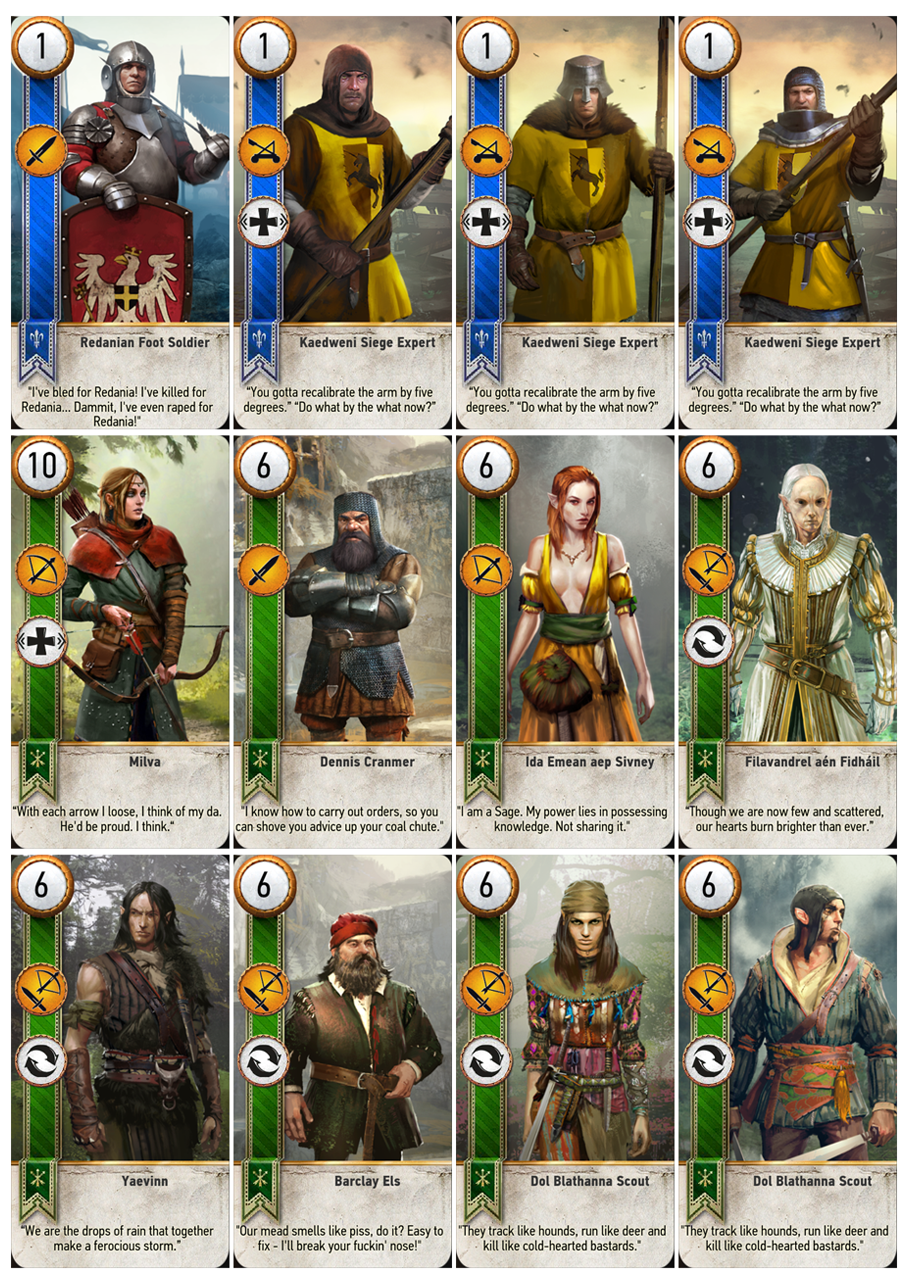 1
Redanian Foot Soldier
"I've bled for Redania! I've killed for
Redania... Dammit, I've even raped for
Redania!"
1
Kaedweni Siege Expert
"You gotta recalibrate the arm by five
degrees." "Do what by the what now?"
1
Kaedweni Siege Expert
"You gotta recalibrate the arm by five
degrees." "Do what by the what now?"
1
Kaedweni Siege Expert
"You gotta recalibrate the arm by five
degrees." "Do what by the what now?"
10
Milva
"With each arrow I loose, I think of my da.
He'd be proud. I think."
6
Dennis Cranmer
"I know how to carry out orders, so you
can shove you advice up your coal chute."
6
Ida Emean aep Sivney
"I am a Sage. My power lies in possessing
knowledge. Not sharing it."
6
Filavandrel aén Fidháil
"Though we are now few and scattered,
our hearts burn brighter than ever."
6
Yaevinn
"We are the drops of rain that together
make a ferocious storm."
6
Barclay Els
"Our mead smells like piss, do it? Easy to
fix - I'll break your fuckin' nose!"
6
Dol Blathanna Scout
"They track like hounds, run like deer and
kill like cold-hearted bastards."
6
Dol Blathanna Scout
"They track like hounds, run like deer and
kill like cold-hearted bastards."